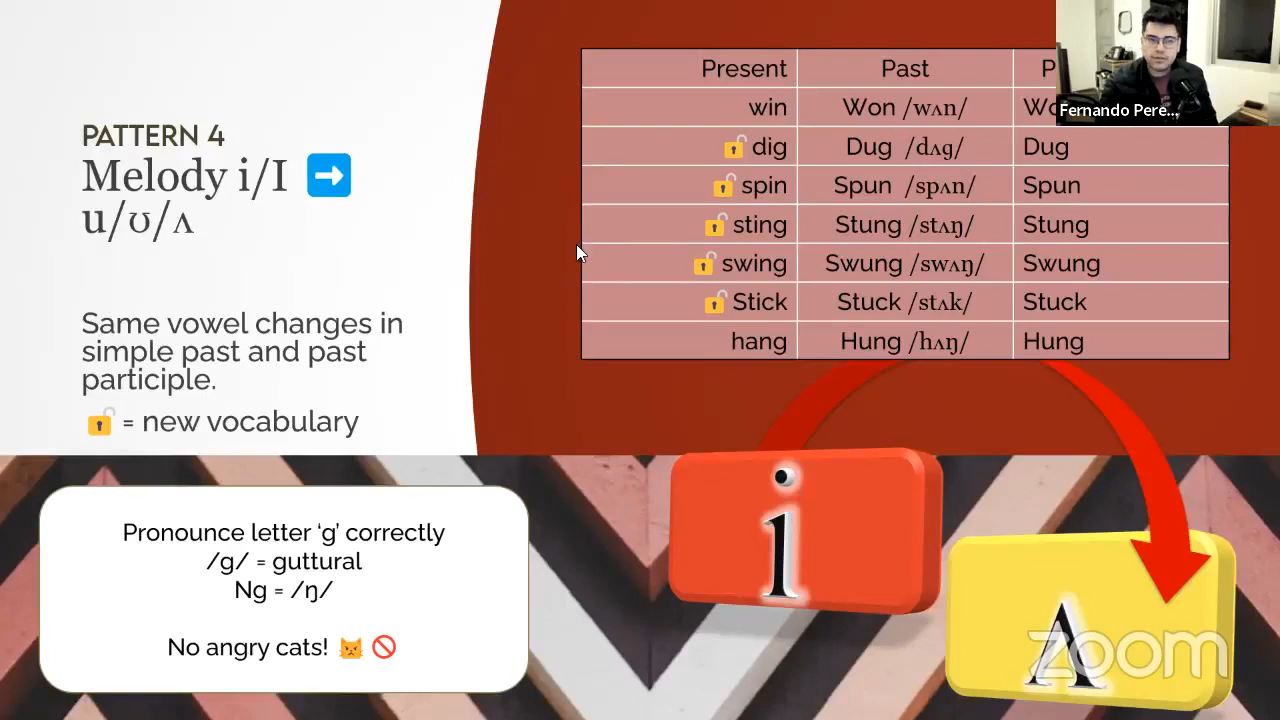 PATTERN 4
Melody i/I ➡️
u/ʊ/ʌ
Same vowel changes in
simple past and past
participle.
🔓 = new vocabulary
Present Past
win Won /wʌn/
🔓 dig Dug /dʌg/ Dug
🔓 spin Spun /spʌn/ Spun
🔓 sting Stung /stʌŋ/ Stung
🔓 swing Swung /swʌŋ/ Swung
🔓 Stick Stuck /stʌk/ Stuck
hang Hung /hʌŋ/ Hung
Fernando Pere...
Pronounce letter ‘g’ correctly
/g/ = guttural
Ng = /ŋ/
No angry cats! 😾 🚫
i
ʌ
zoom